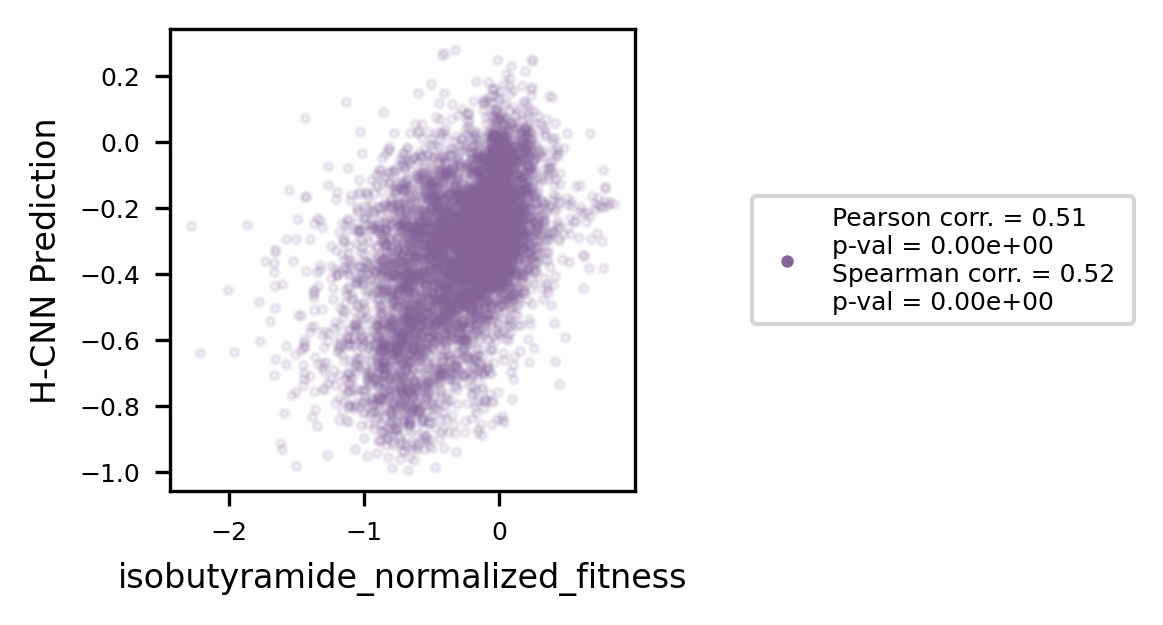 H-CNN Prediction
0.2
0.0
−0.2
−0.4
−0.6
−0.8
−1.0
−2
−1
0
isobutyramide_normalized_fitness
Pearson corr. = 0.51
p-val = 0.00e+00
Spearman corr. = 0.52
p-val = 0.00e+00